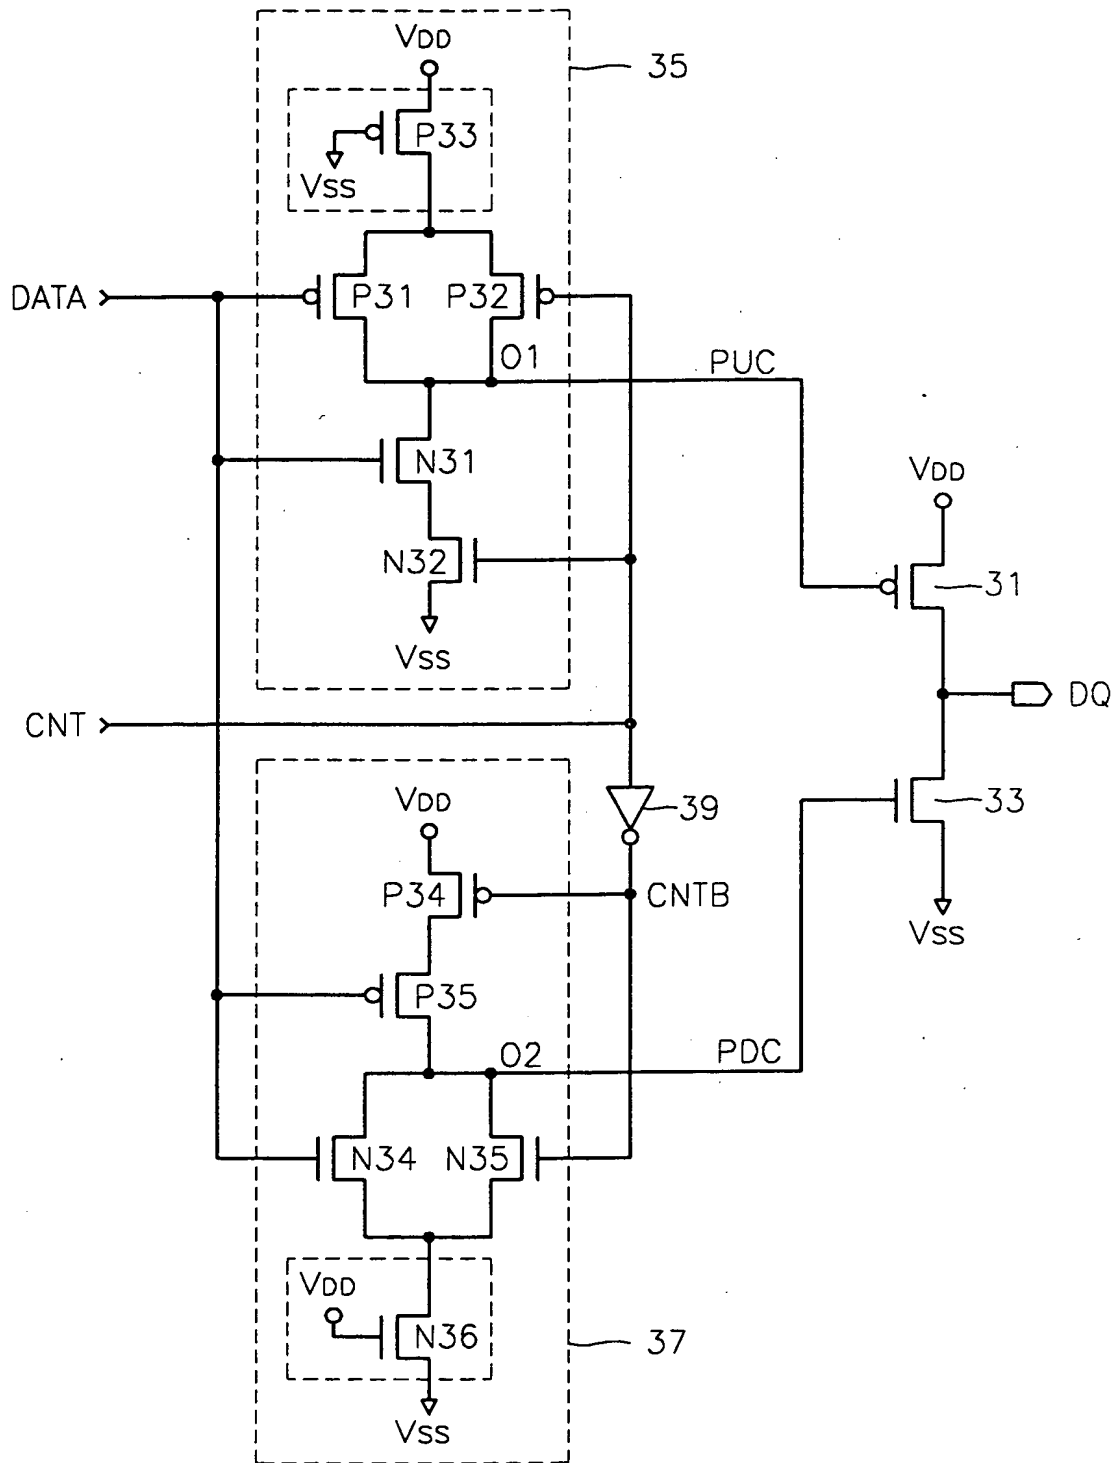 VDD
35
P33
VSS
DATA
P31
P32
O1
PUC
N31
VDD
N32
31
VSS
CNT
DQ
VDD
39
33
P34
CNTB
VSS
P35
O2
PDC
N34
N35
VDD
N36
37
VSS